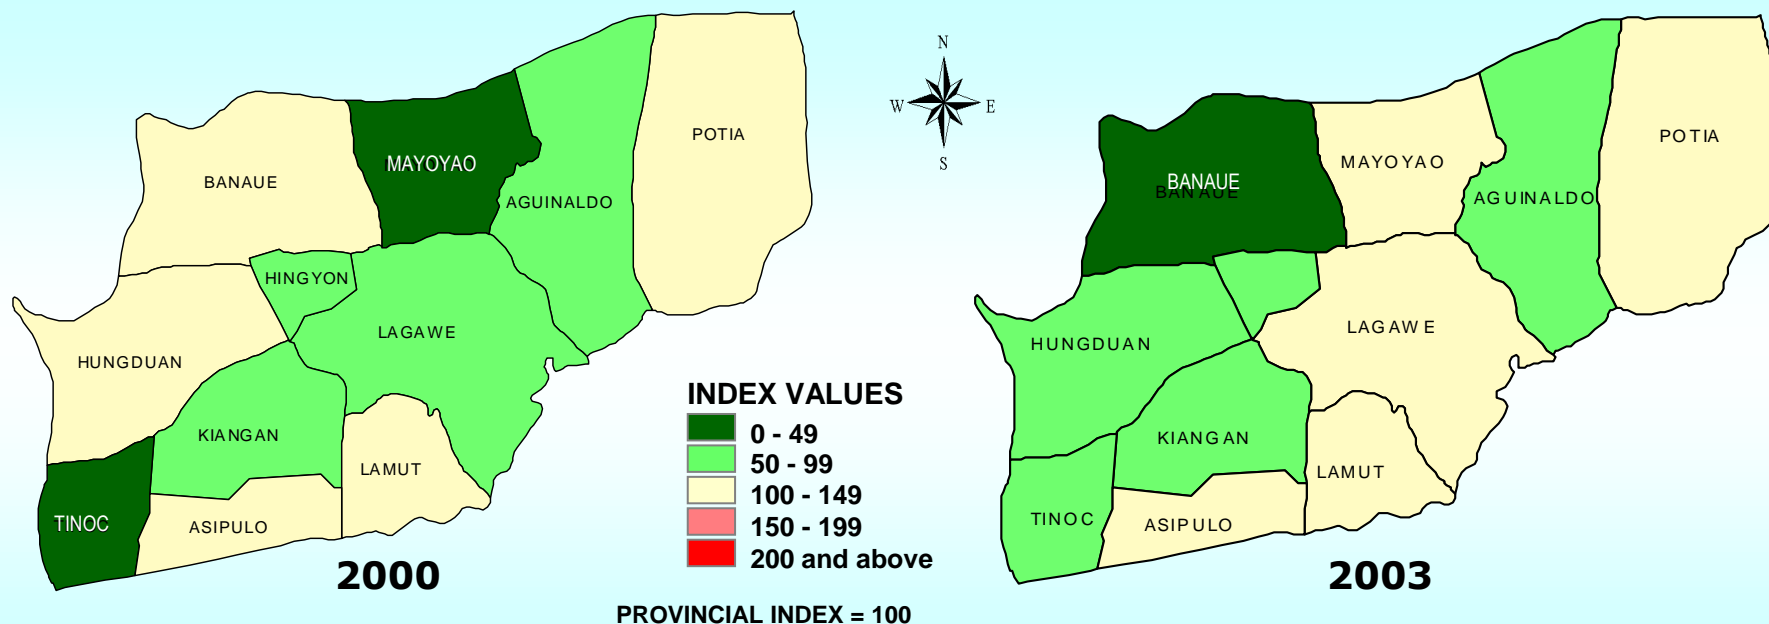 N
W E
S
POTIA
MAYOYAO
BANAUE
AGUINALDO
HINGYON
LAGAWE
HUNGDUAN
KIANGAN
LAMUT
TINOC
ASIPULO
2000
INDEX VALUES
0 - 49
50 - 99
100 - 149
150 - 199
200 and above
PROVINCIAL INDEX = 100
POTIA
MAYOYAO
BANAUE
BANAUE
AGUINALDO
LAGAWE
HUNGDUAN
KIANGAN
LAMUT
TINOC
ASIPULO
2003